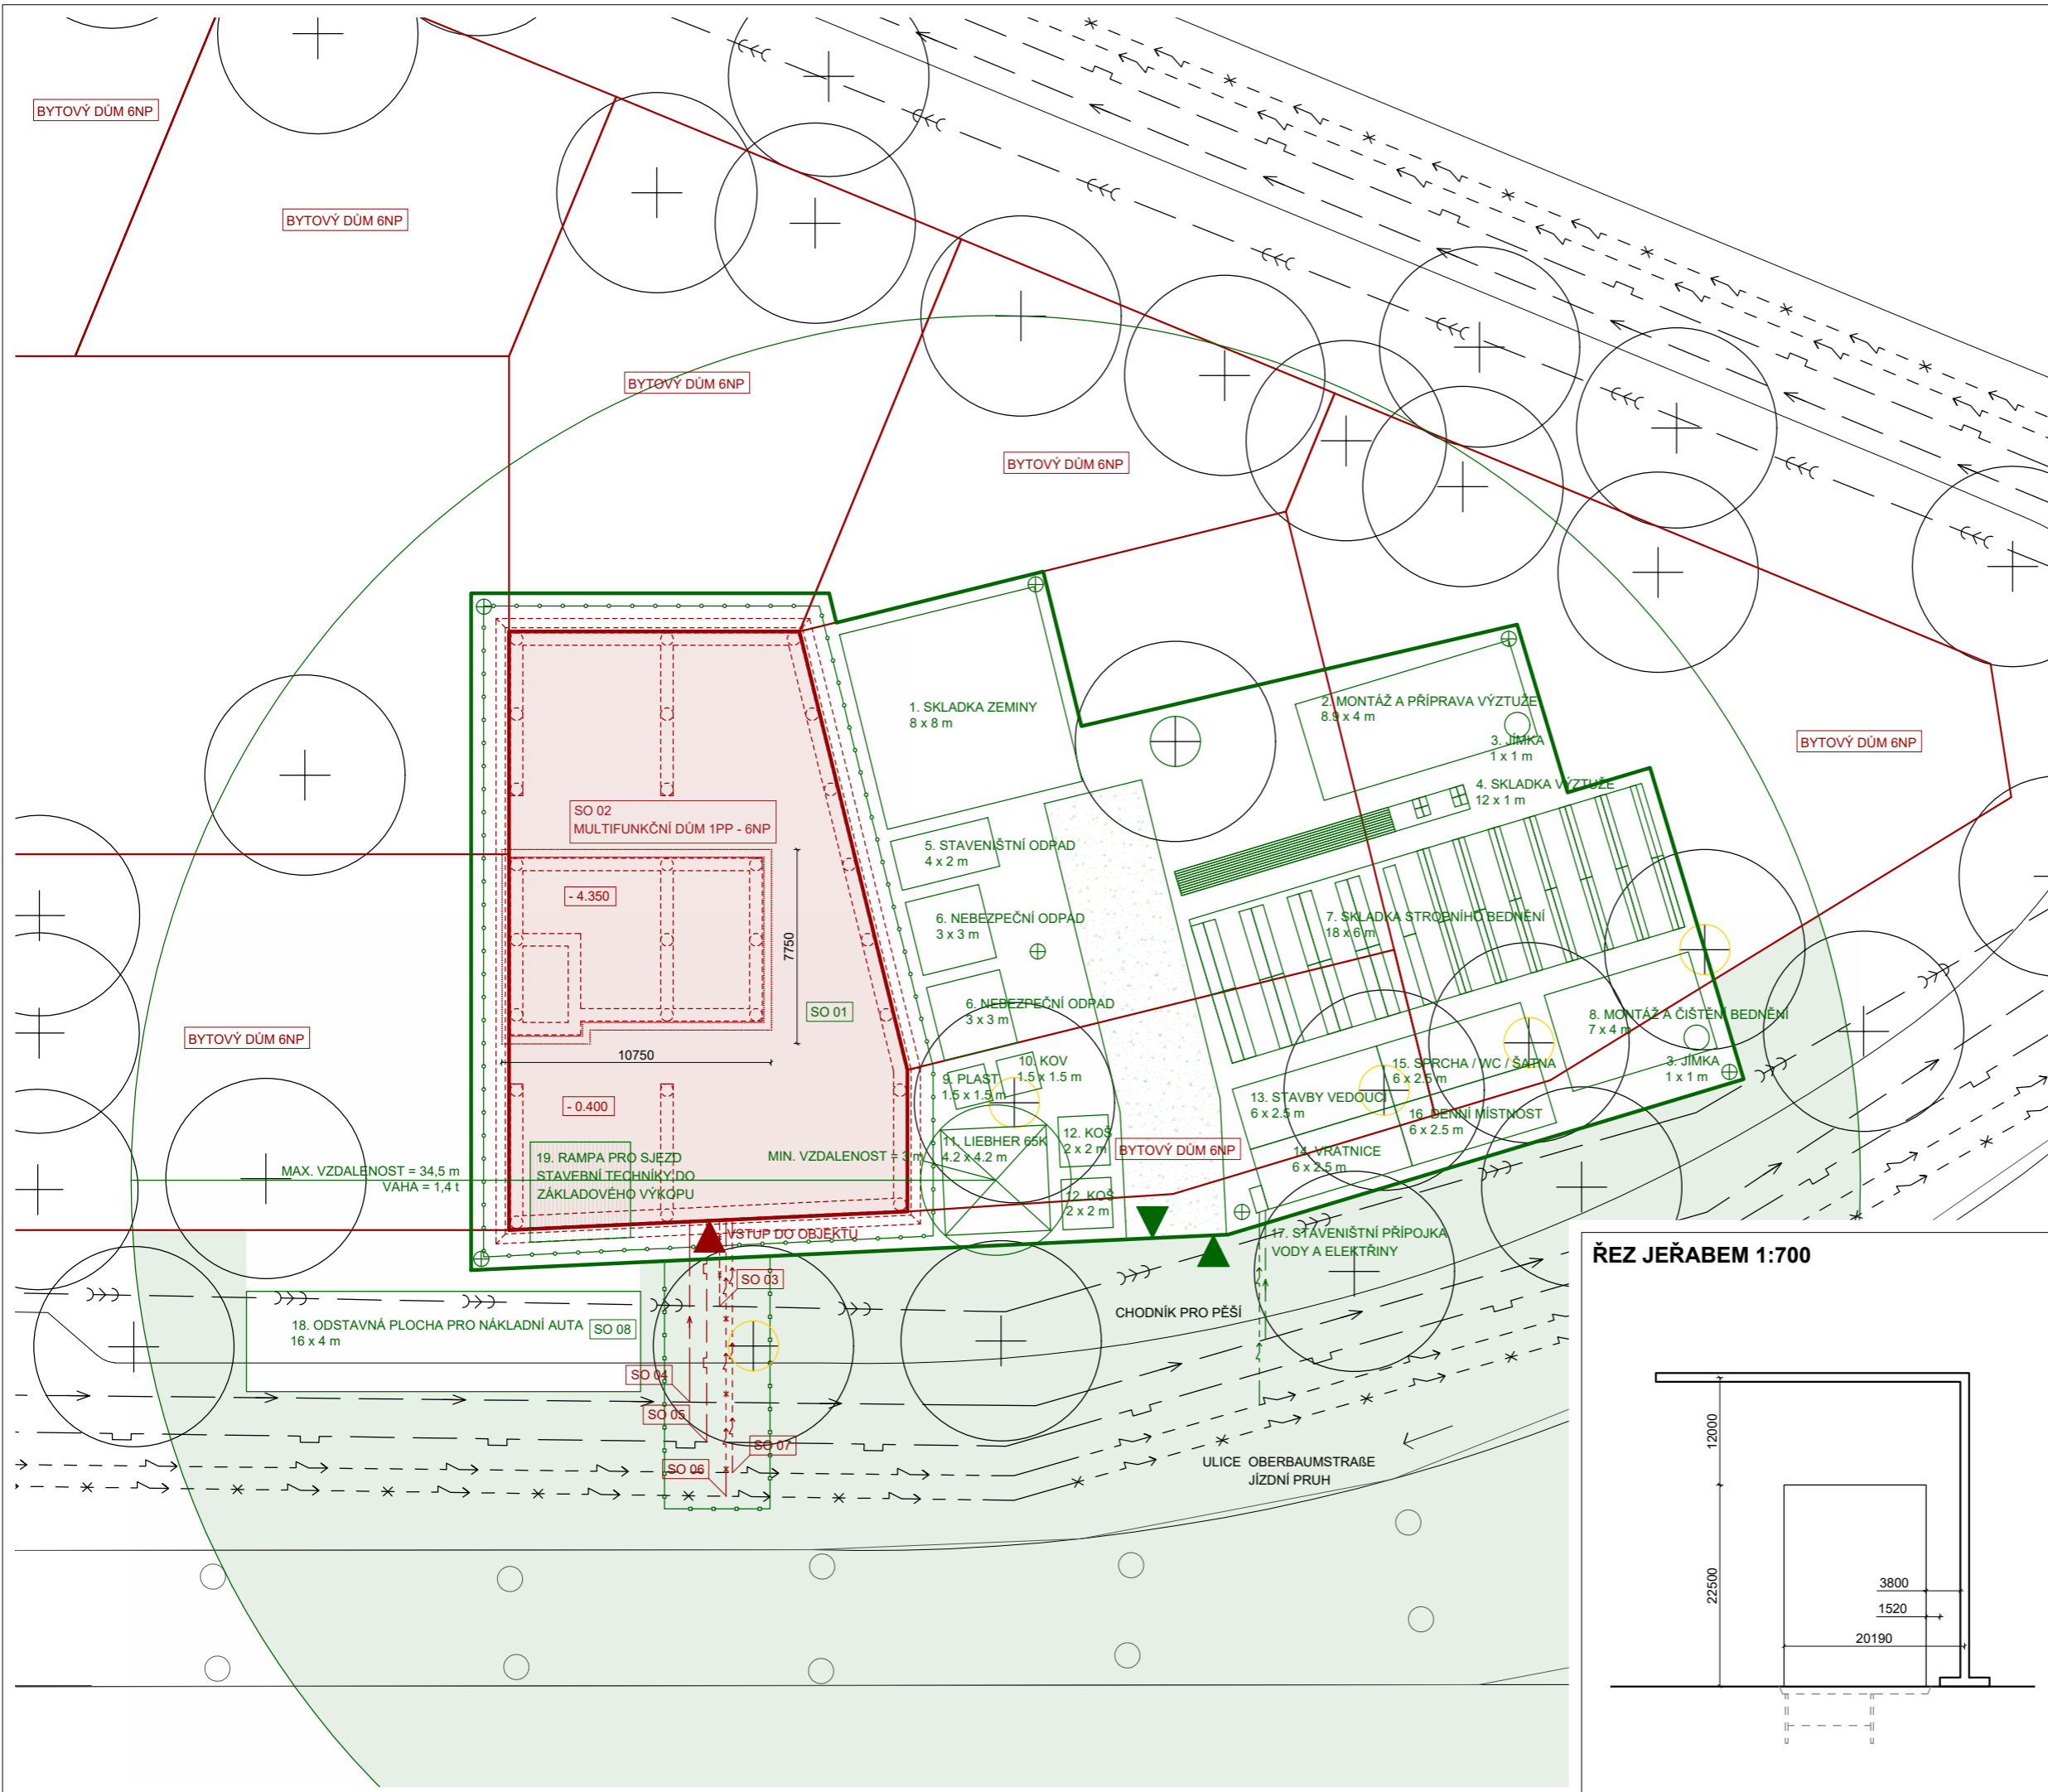 BYTOVÝ DŮM 6NP
BYTOVÝ DŮM 6NP
BYTOVÝ DŮM 6NP
BYTOVÝ DŮM 6NP
1. SKLADKA ZEMINY
8 x 8 m
2. MONTÁŽ A PŘÍPRAVA VÝZTUŽE
8.9 x 4 m
3. JÍMKA
1 x 1 m
BYTOVÝ DŮM 6NP
4. SKLADKA VÝZTUŽE
12 x 1 m
SO 02
MULTIFUNKČNÍ DŮM 1PP - 6NP
5. STAVENIŠTNÍ ODPAD
4 x 2 m
- 4.350
7750
6. NEBEZPEČNÍ ODPAD
3 x 3 m
7. SKLADKA STROPNÍHO BEDNĚNÍ
18 x 6 m
6. NEBEZPEČNÍ ODPAD
3 x 3 m
SO 01
8. MONTÁŽ A ČIŠTĚNÍ BEDNĚNÍ
7 x 4 m
BYTOVÝ DŮM 6NP
10750
10. KOV
1.5 x 1.5 m
15. SPRCHA / WC / ŠATNA
6 x 2.5 m
3. JÍMKA
1 x 1 m
9. PLAST
1.5 x 1.5 m
13. STAVBY VEDOUCÍ
6 x 2.5 m
- 0.400
16. DENNÍ MÍSTNOST
6 x 2.5 m
11. LIEBHER 65K
4.2 x 4.2 m
12. KOŠ
2 x 2 m
BYTOVÝ DŮM 6NP
14. VRATNICE
6 x 2.5 m
19. RAMPA PRO SJEZD
STAVEBNÍ TECHNIKY DO
ZÁKLADOVÉHO VÝKOPU
MIN. VZDALENOST = 3 m
MAX. VZDALENOST = 34,5 m
VAHA = 1,4 t
12. KOŠ
2 x 2 m
VSTUP DO OBJEKTU
17. STAVENIŠTNÍ PŘÍPOJKA
VODY A ELEKTŘINY
SO 03
CHODNÍK PRO PĚŠÍ
18. ODSTAVNÁ PLOCHA PRO NÁKLADNÍ AUTA
16 x 4 m
SO 08
SO 04
SO 05
SO 07
SO 06
ULICE OBERBAUMSTRAßE
JÍZDNÍ PRUH
ŘEZ JEŘABEM 1:700
12000
22500
3800
1520
20190